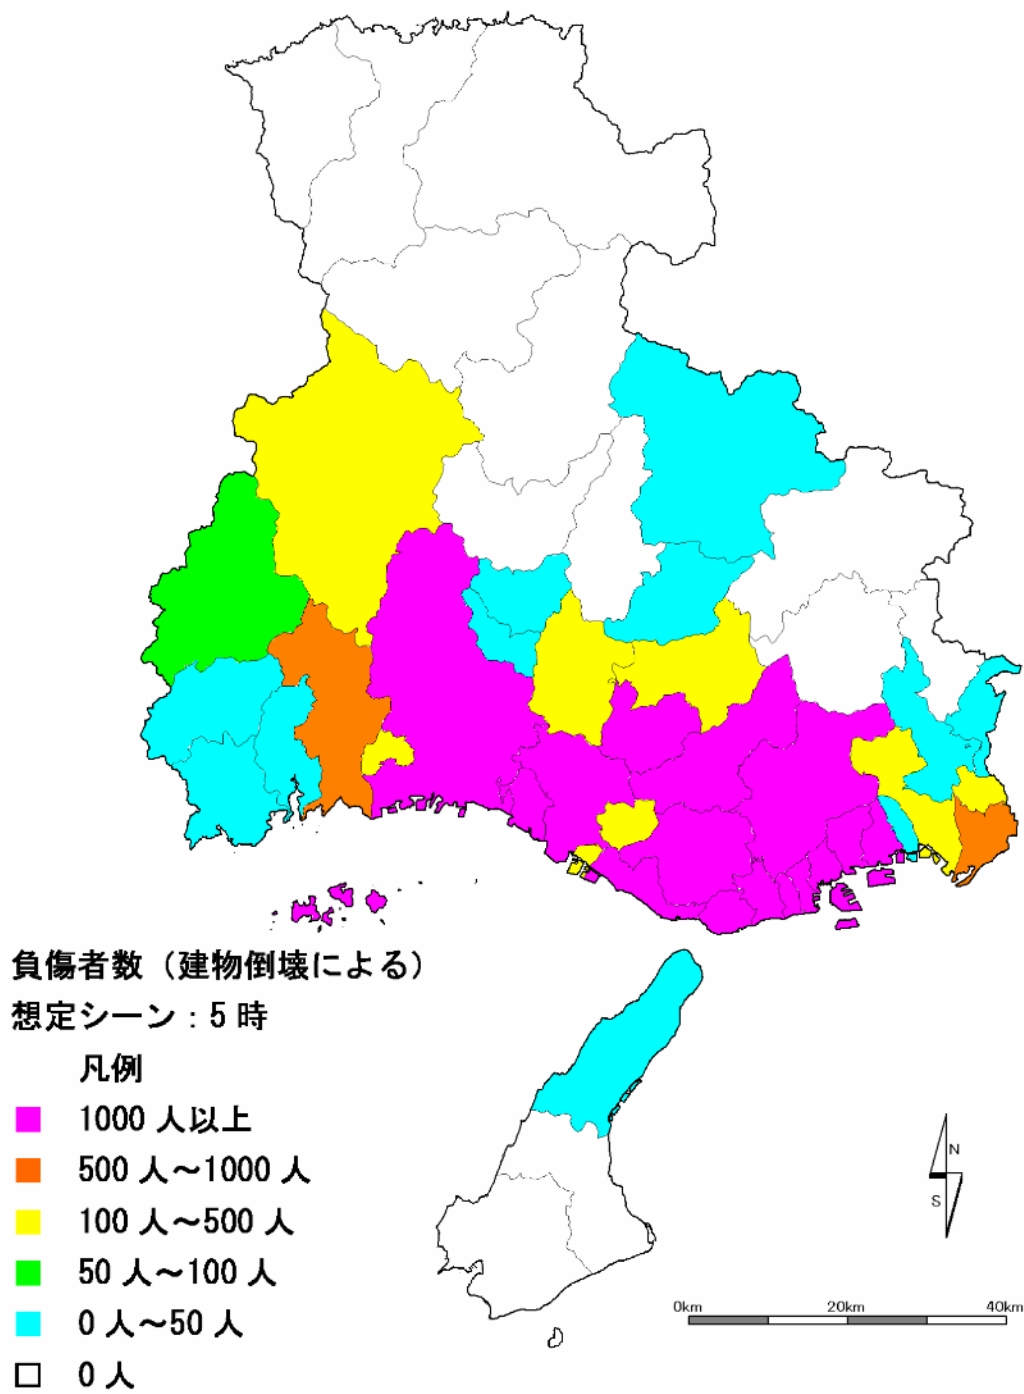 負傷者数（建物倒壊による）
想定シーン：5 時
凡例
1000 人以上
500 人～1000 人
100 人～500 人
50 人～100 人
0 人～50 人
0 人
N
S
0km 20km 40km